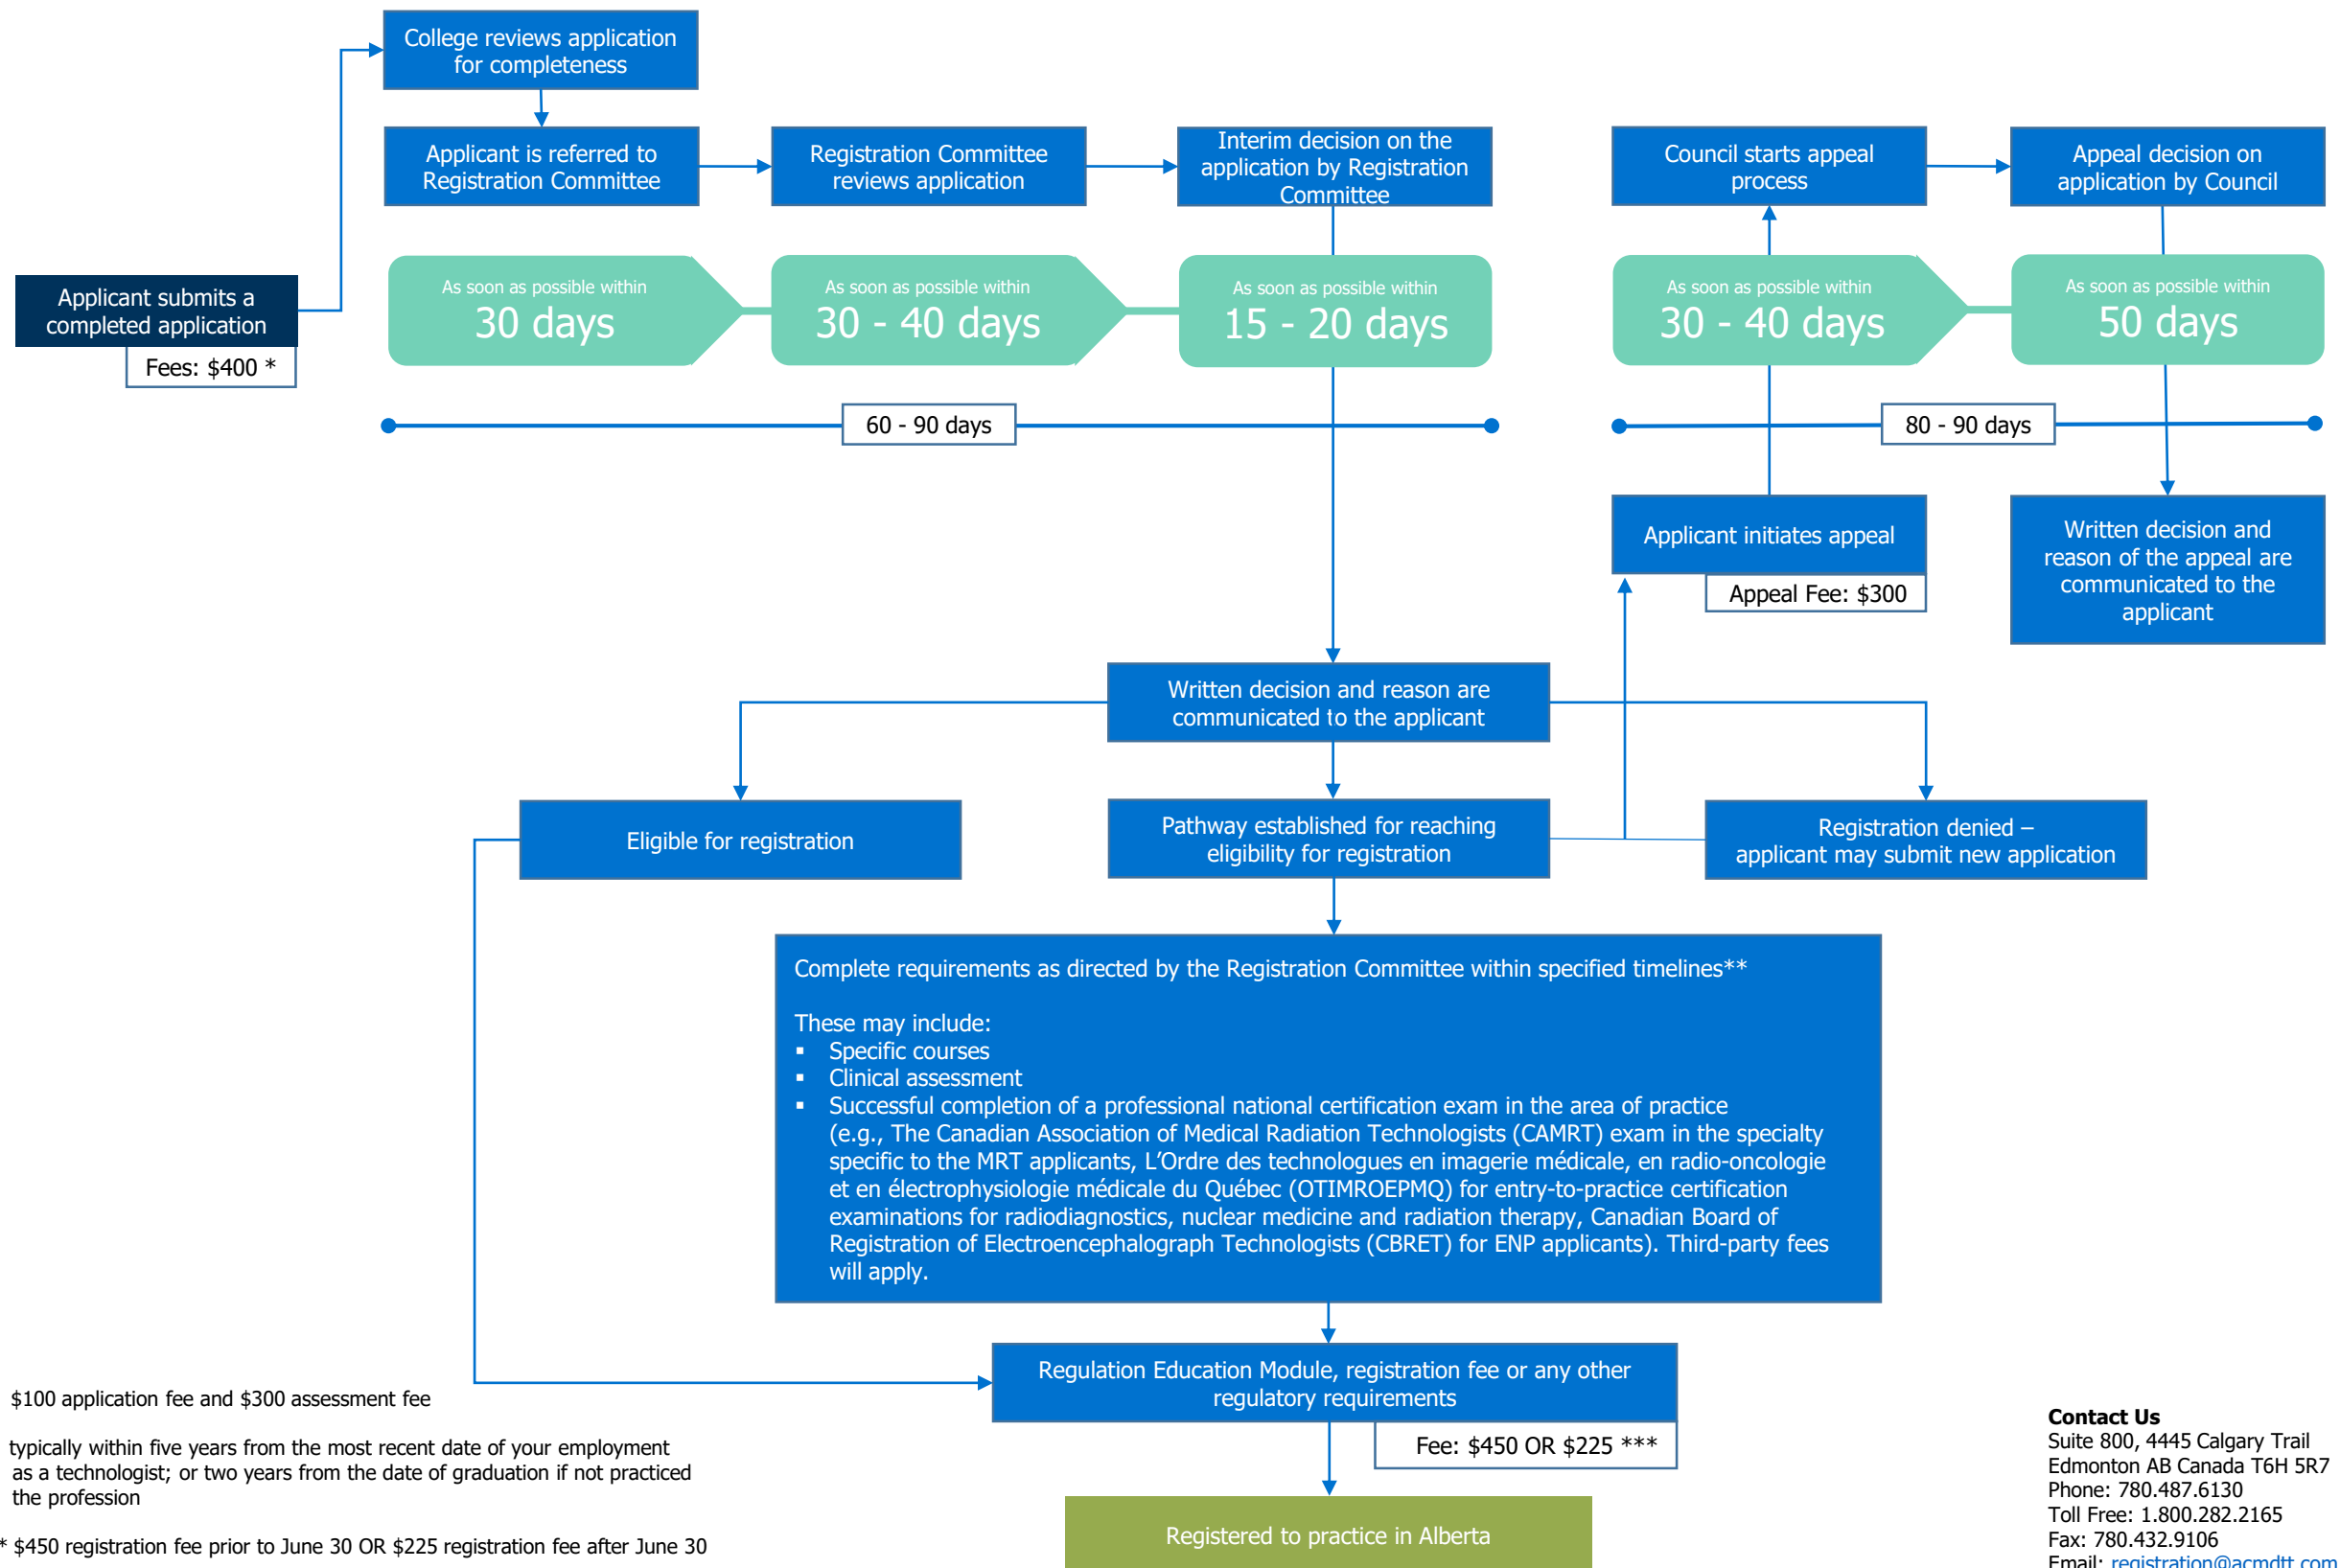 College reviews application
for completeness
Applicant is referred to
Registration Committee
Registration Committee
reviews application
Interim decision on the
application by Registration
Committee
Council starts appeal
process
Appeal decision on
application by Council
Applicant submits a
completed application
Fees: $400 *
As soon as possible within
30 days
As soon as possible within
30 - 40 days
As soon as possible within
15 - 20 days
As soon as possible within
30 - 40 days
As soon as possible within
50 days
60 - 90 days
80 - 90 days
Applicant initiates appeal
Appeal Fee: $300
Written decision and
reason of the appeal are
communicated to the
applicant
Written decision and reason are
communicated to the applicant
Eligible for registration
Pathway established for reaching
eligibility for registration
Registration denied –
applicant may submit new application
Complete requirements as directed by the Registration Committee within specified timelines**
These may include:
▪ Specific courses
▪ Clinical assessment
▪ Successful completion of a professional national certification exam in the area of practice
(e.g., The Canadian Association of Medical Radiation Technologists (CAMRT) exam in the specialty
specific to the MRT applicants, L’Ordre des technologues en imagerie médicale, en radio-oncologie
et en électrophysiologie médicale du Québec (OTIMROEPMQ) for entry-to-practice certification
examinations for radiodiagnostics, nuclear medicine and radiation therapy, Canadian Board of
Registration of Electroencephalograph Technologists (CBRET) for ENP applicants). Third-party fees
will apply.
Regulation Education Module, registration fee or any other
regulatory requirements
Fee: $450 OR $225 ***
Registered to practice in Alberta
$100 application fee and $300 assessment fee
typically within five years from the most recent date of your employment
as a technologist; or two years from the date of graduation if not practiced
the profession
* $450 registration fee prior to June 30 OR $225 registration fee after June 30
Contact Us
Suite 800, 4445 Calgary Trail
Edmonton AB Canada T6H 5R7
Phone: 780.487.6130
Toll Free: 1.800.282.2165
Fax: 780.432.9106
Email: registration@acmdtt.com